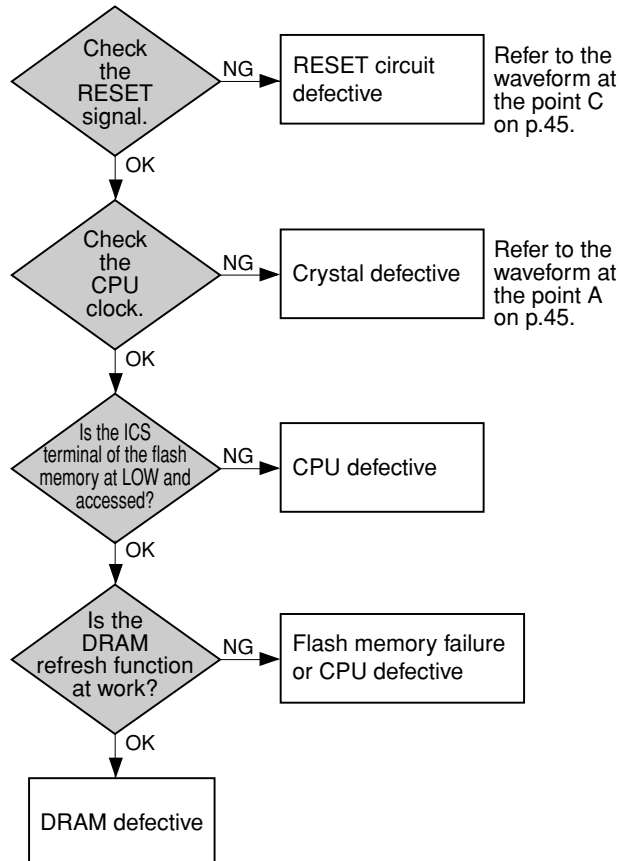 Check
the
RESET
signal.
NG
RESET circuit
defective
Refer to the
waveform at
the point C
on p.45.
OK
Check
the
CPU
clock.
NG
Crystal defective
Refer to the
waveform at
the point A
on p.45.
OK
Is the ICS
terminal of the flash
memory at LOW and
accessed?
NG
CPU defective
OK
Is the
DRAM
refresh function
at work?
NG
Flash memory failure
or CPU defective
OK
DRAM defective